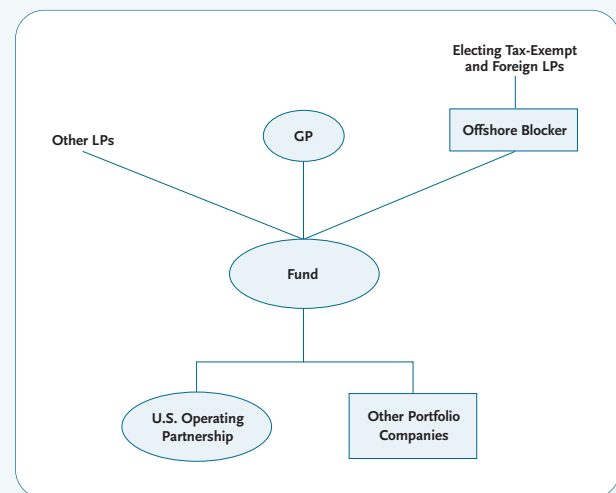 Electing Tax-Exempt
and Foreign LPs
Other LPs
GP
Offshore Blocker
Fund
U.S. Operating
Partnership
Other Portfolio
Companies